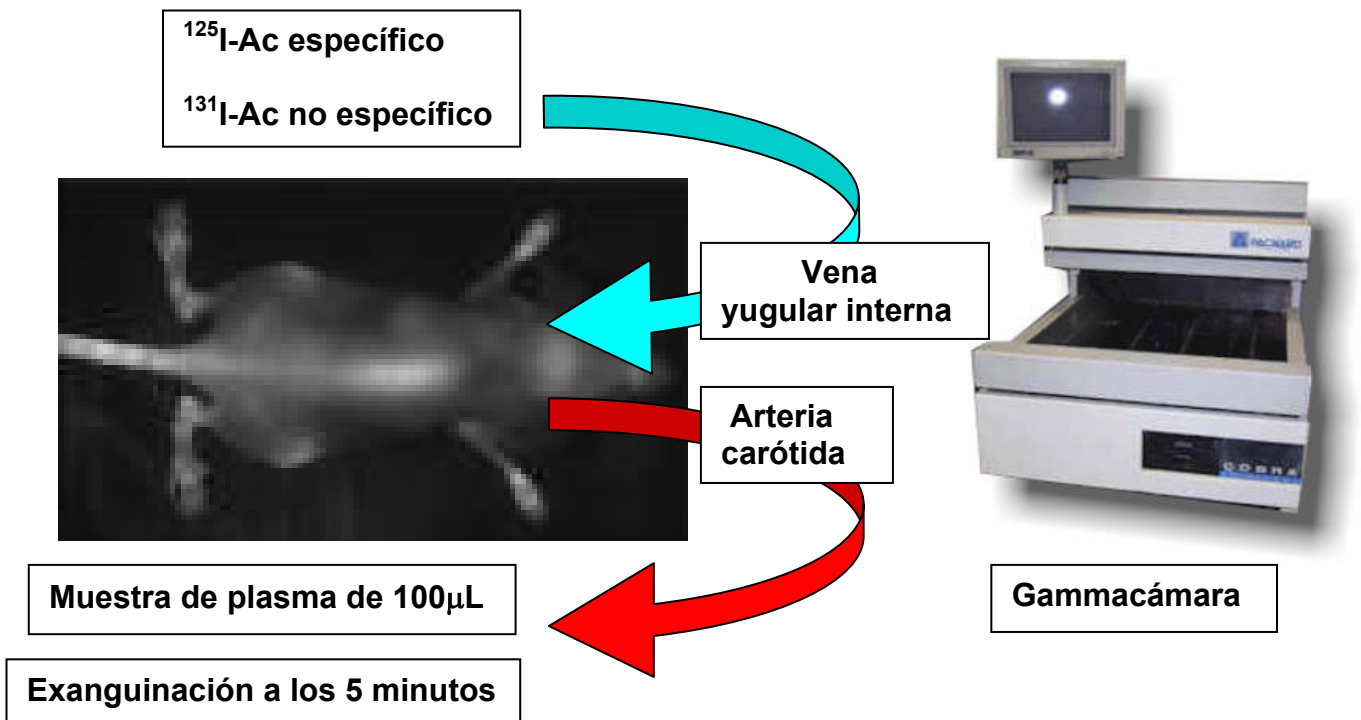 ¹²⁵I-Ac específico
¹³¹I-Ac no específico
Vena
yugular interna
Arteria
carótida
Muestra de plasma de 100μL
Exanguinación a los 5 minutos
PACKARD
COBRA
Gammacámara